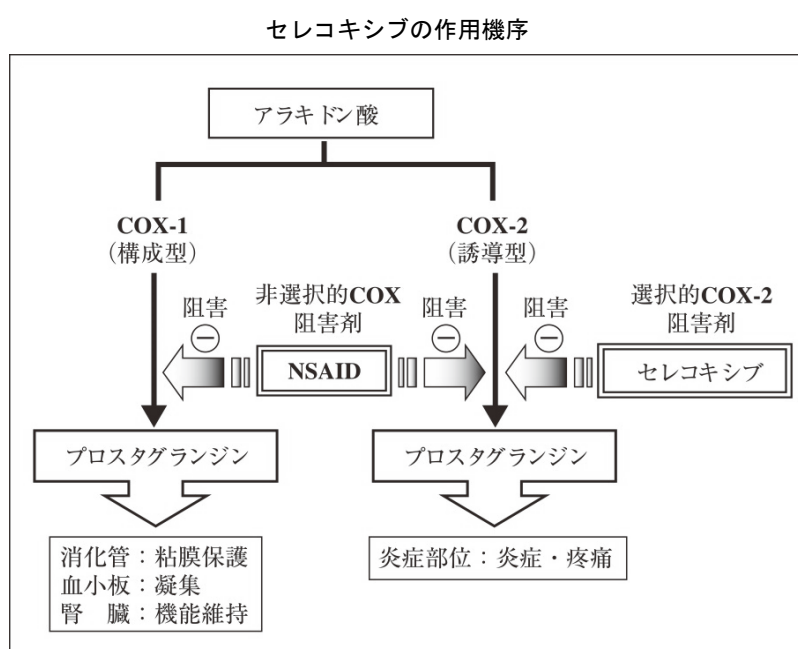 セレコキシブの作用機序
アラキドン酸
COX-1
（構成型）
COX-2
（誘導型）
阻害
非選択的COX
阻害剤
阻害
阻害
選択的COX-2
阻害剤
NSAID
セレコキシブ
プロスタグランジン
プロスタグランジン
消化管：粘膜保護
血小板：凝集
腎　臓：機能維持
炎症部位：炎症・疼痛